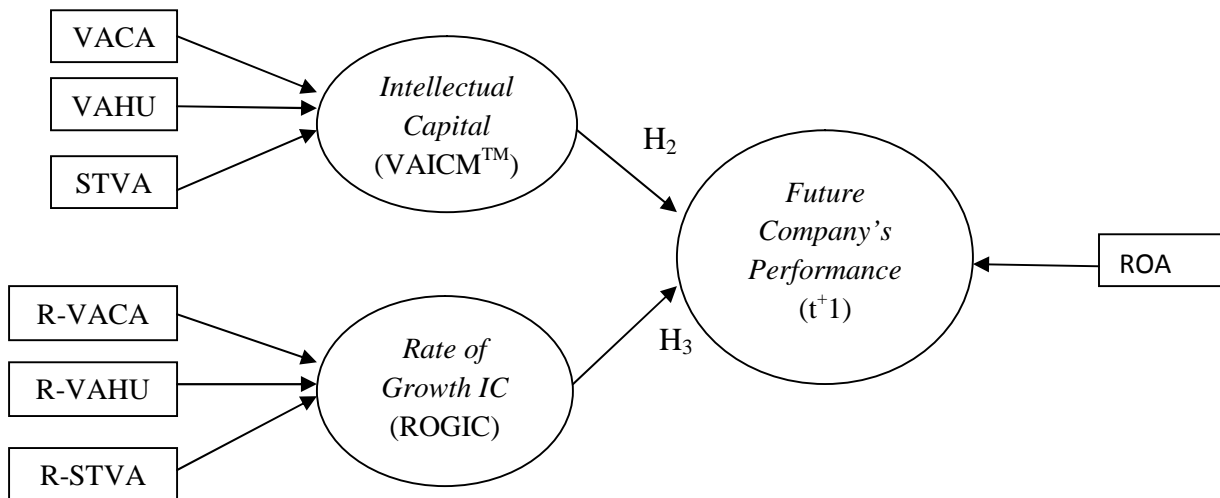 VACA
VAHU
STVA
Intellectual
Capital
(VAICM™)
H₂
Future
Company’s
Performance
(t⁺1)
ROA
R-VACA
R-VAHU
R-STVA
Rate of
Growth IC
(ROGIC)
H₃